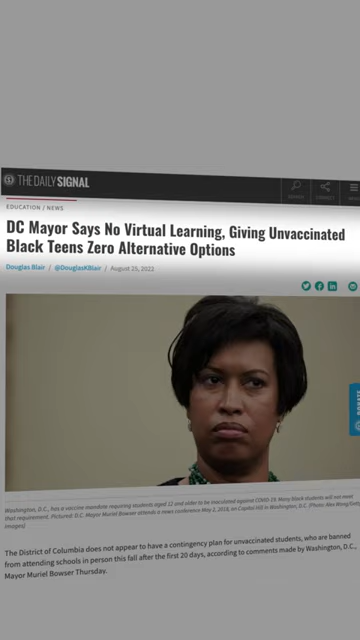 THE DAILY SIGNAL
EDUCATION / NEWS
DC Mayor Says No Virtual Learning, Giving Unvaccinated
Black Teens Zero Alternative Options
Douglas Blair / @DouglasKBlair / August 25, 2022
Washington, D.C., has a vaccine mandate requiring students aged 12 and older to be inoculated against COVID-19. Many black students will not meet
that requirement. Pictured: D.C. Mayor Muriel Bowser attends a news conference May 2, 2018, on Capitol Hill in Washington, D.C. (Photo: Alex Wong/Getty
Images)
The District of Columbia does not appear to have a contingency plan for unvaccinated students, who are banned
from attending schools in person this fall after the first 20 days, according to comments made by Washington, D.C.,
Mayor Muriel Bowser Thursday.